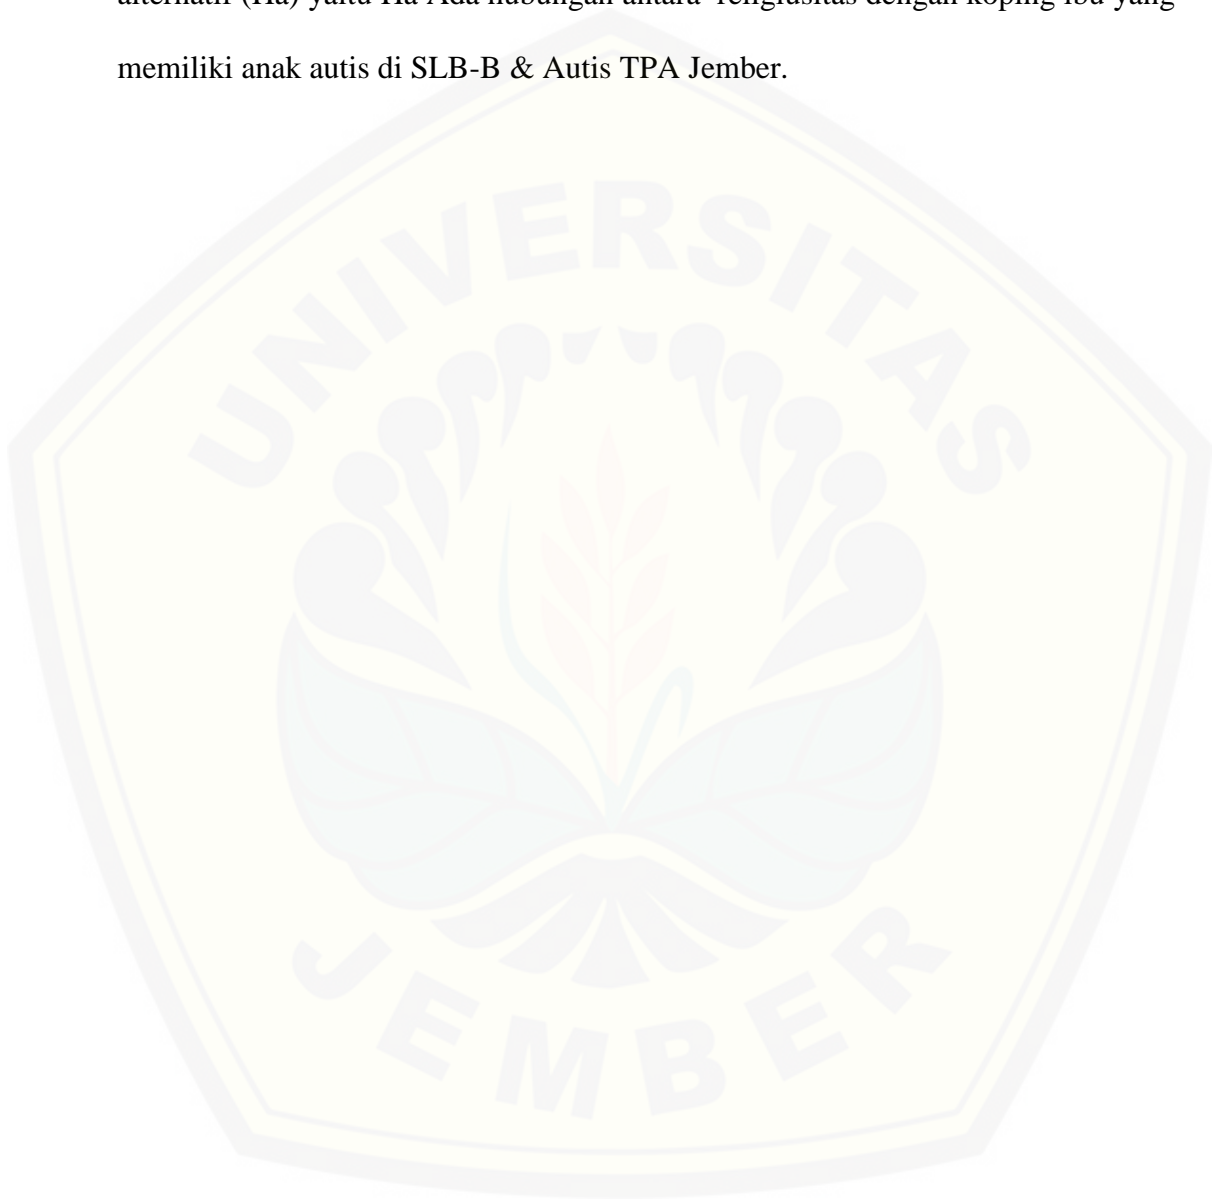 alternatif (Ha) yaitu Ha Ada hubungan antara religiusitas dengan koping ibu yang
memiliki anak autis di SLB-B & Autis TPA Jember.
UNIVERSITAS
JEMBER